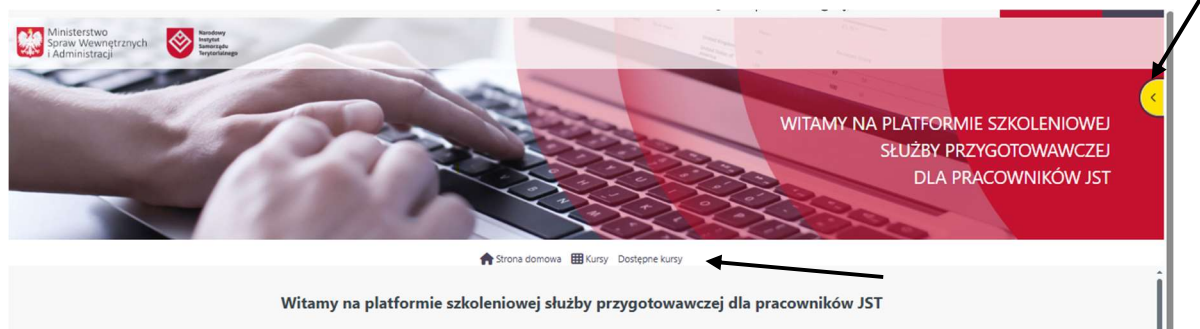 Ministerstwo
Spraw Wewnętrznych
i Administracji
Narodowy
Instytut
Samorządu
Terytorialnego
WITAMY NA PLATFORMIE SZKOLENIOWEJ
SŁUŻBY PRZYGOTOWAWCZEJ
DLA PRACOWNIKÓW JST
Strona domowa Kursy Dostępne kursy
Witamy na platformie szkoleniowej służby przygotowawczej dla pracowników JST